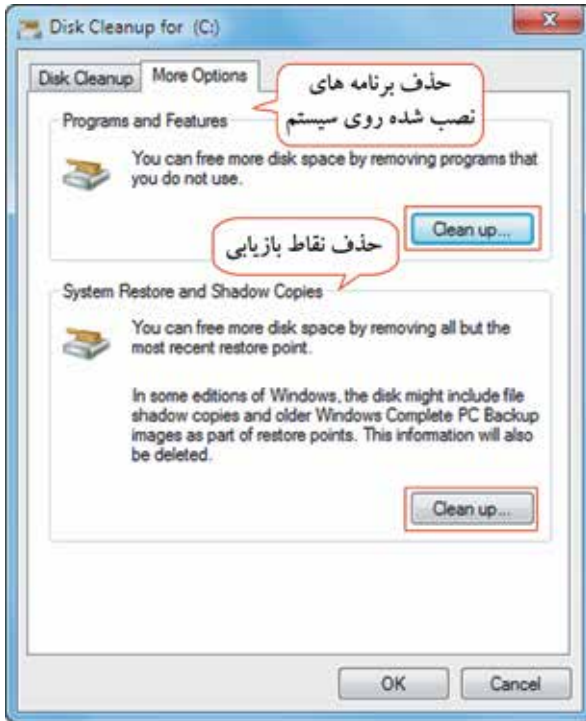 Disk Cleanup for (C:)
Disk Cleanup
More Options
حذف برنامه های
نصب شده روی سیستم
Programs and Features
You can free more disk space by removing programs that
you do not use.
Clean up...
حذف نقاط بازیابی
System Restore and Shadow Copies
You can free more disk space by removing all but the
most recent restore point.
In some editions of Windows, the disk might include file
shadow copies and older Windows Complete PC Backup
images as part of restore points. This information will also
be deleted.
Clean up...
OK
Cancel